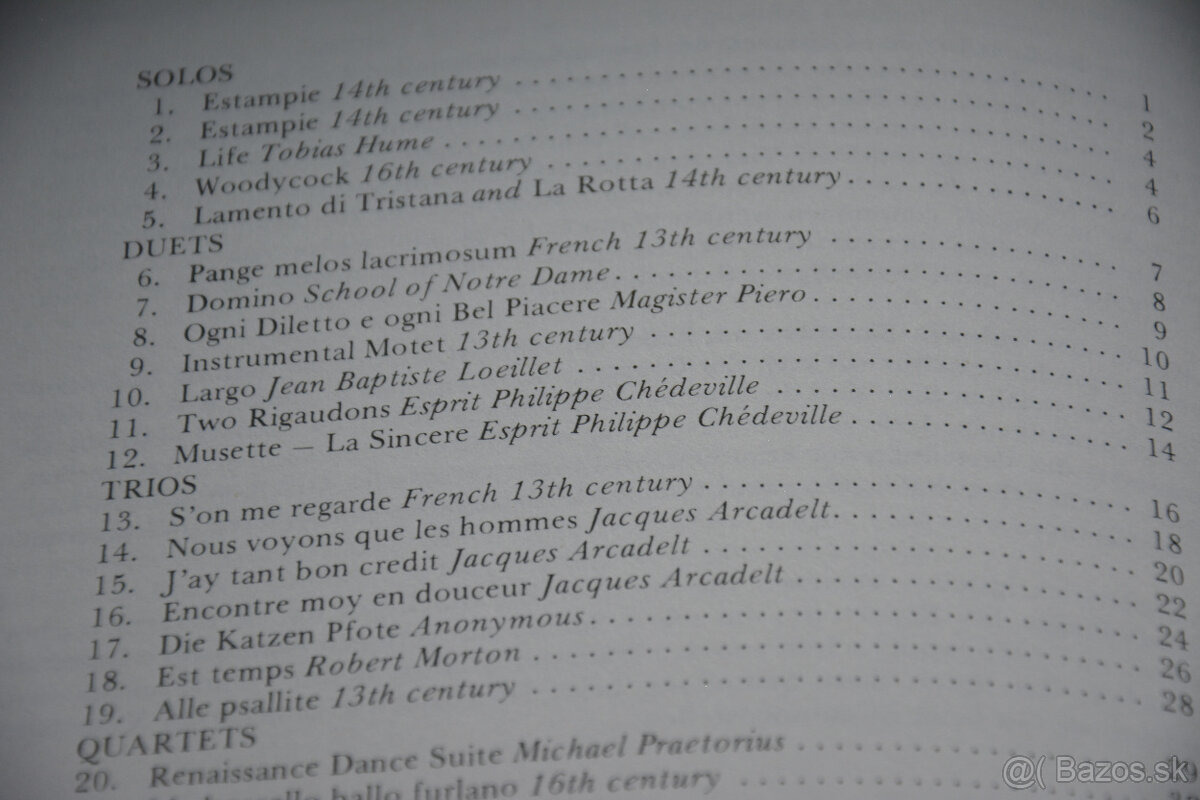 SOLOS
1. Estampie 14th century . . . . . . . . . . . . . . . . . . . . . . . . 1
2. Estampie 14th century . . . . . . . . . . . . . . . . . . . . . . . . 2
3. Life Tobias Hume . . . . . . . . . . . . . . . . . . . . . . . . 4
4. Woodycock 16th century . . . . . . . . . . . . . . . . . . . . . . . . 4
5. Lamento di Tristana and La Rotta 14th century . . . . . . . . . . . . 6
DUETS
6. Pange melos lacrimosum French 13th century . . . . . . . . . . . . 7
7. Domino School of Notre Dame . . . . . . . . . . . . . . . . . . 8
8. Ogni Diletto e ogni Bel Piacere Magister Piero . . . . . . . . . . . . 9
9. Instrumental Motet 13th century . . . . . . . . . . . . . . . . . . 10
10. Largo Jean Baptiste Loeillet . . . . . . . . . . . . . . . . . . 11
11. Two Rigaudons Esprit Philippe Chédeville . . . . . . . . . . . . 12
12. Musette — La Sincere Esprit Philippe Chédeville . . . . . . . . . . 14
TRIOS
13. S'on me regarde French 13th century . . . . . . . . . . . . . . 16
14. Nous voyons que les hommes Jacques Arcadelt . . . . . . . . . . 18
15. J'ay tant bon credit Jacques Arcadelt . . . . . . . . . . . . . . 20
16. Encontre moy en douceur Jacques Arcadelt . . . . . . . . . . . . 22
17. Die Katzen Pfote Anonymous . . . . . . . . . . . . . . . . . . 24
18. Est temps Robert Morton . . . . . . . . . . . . . . . . . . 26
19. Alle psallite 13th century . . . . . . . . . . . . . . . . . . 28
QUARTETS
20. Renaissance Dance Suite Michael Praetorius . . . . . . . . . .
ballo furlano 16th century . . . . . . . . . .
@( Bazos.sk